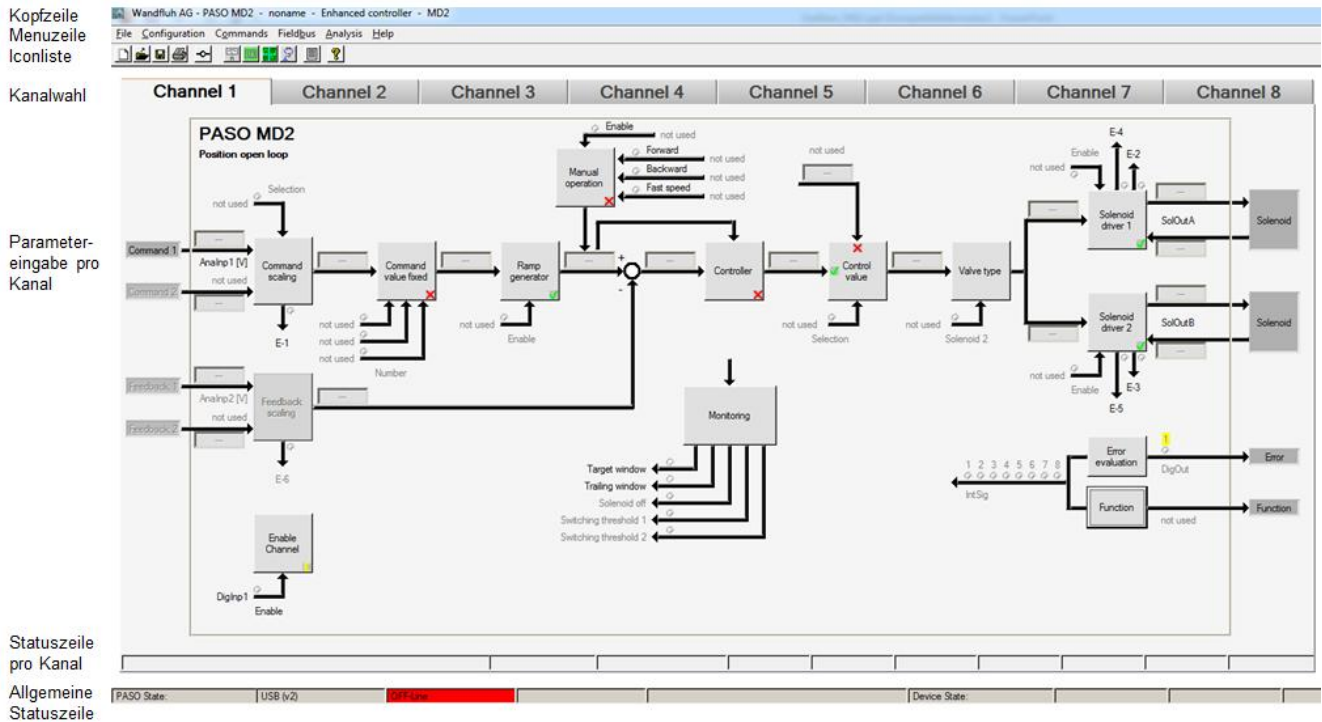 Kopfzeile
Wandfluh AG - PASO MD2 - noname - Enhanced controller - MD2
Menuzeile
File Configuration Commands Fieldbus Analysis Help
Iconliste
Kanalwahl
Channel 1 Channel 2 Channel 3 Channel 4 Channel 5 Channel 6 Channel 7 Channel 8
Parameter-
eingabe pro
Kanal
PASO MD2
Position open loop
Selection
not used
Command 1
AnaInp1 [V]
not used
Command 2
Command
scaling
E-1
Command
value fixed
not used
not used
not used
Number
Ramp
generator
not used
Enable
Enable
not used
Manual
operation
Forward
not used
Backward
not used
Fast speed
not used
+
-
Controller
not used
Control
value
not used
Selection
Valve type
not used
Solenoid 2
E-4
E-2
Enable
not used
Solenoid
driver 1
SolOutA
Solenoid
Solenoid
driver 2
SolOutB
Solenoid
not used
Enable
E-3
E-5
Feedback 1
AnaInp2 [V]
not used
Feedback 2
Feedback
scaling
E-6
Monitoring
Target window
Trailing window
Solenoid off
Switching threshold 1
Switching threshold 2
1 2 3 4 5 6 7 8
IntSig
Error
evaluation
1
DigOut
Error
Function
not used
Function
Enable
Channel
DigInp1
Enable
Statuszeile
pro Kanal
Allgemeine
Statuszeile
PASO State: USB (v2) OFF-Line Device State: